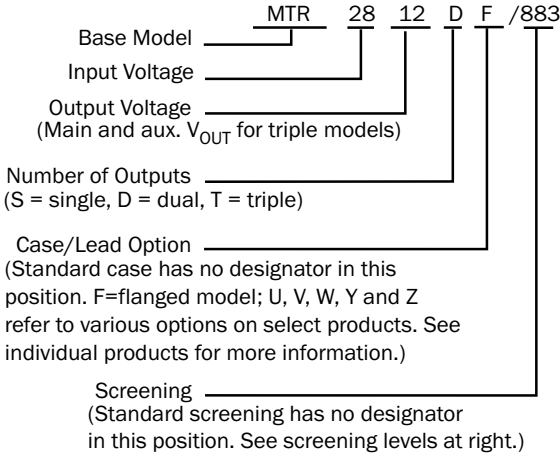 MTR 28 12 D F /883
Base Model
Input Voltage
Output Voltage
(Main and aux. VOUT for triple models)
Number of Outputs
(S = single, D = dual, T = triple)
Case/Lead Option
(Standard case has no designator in this
position. F=flanged model; U, V, W, Y and Z
refer to various options on select products. See
individual products for more information.)
Screening
(Standard screening has no designator
in this position. See screening levels at right.)